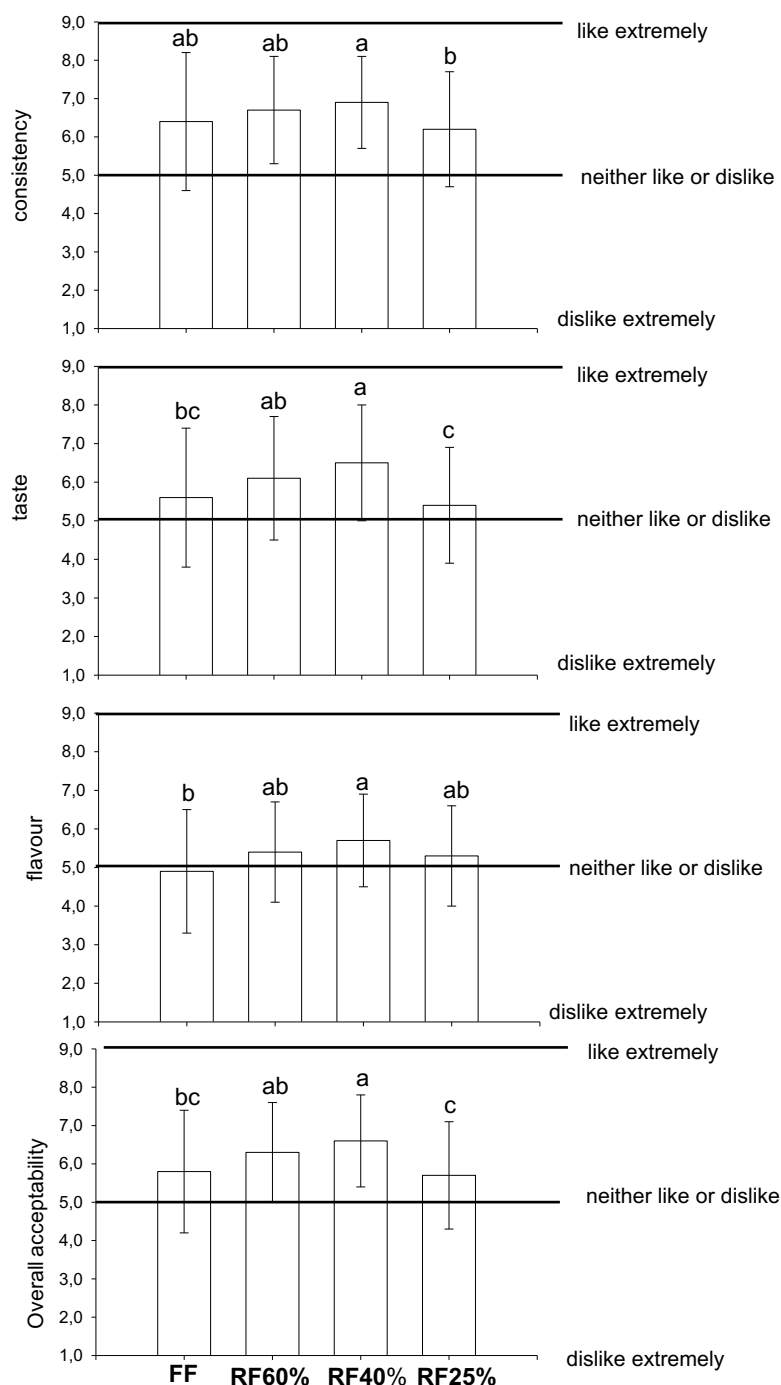 9,0
8,0
7,0
6,0
5,0
4,0
3,0
2,0
1,0
consistency
ab
ab
a
b
like extremely
neither like or dislike
dislike extremely
9,0
8,0
7,0
6,0
5,0
4,0
3,0
2,0
1,0
taste
bc
ab
a
c
like extremely
neither like or dislike
dislike extremely
9,0
8,0
7,0
6,0
5,0
4,0
3,0
2,0
1,0
flavour
b
ab
a
ab
like extremely
neither like or dislike
dislike extremely
9,0
8,0
7,0
6,0
5,0
4,0
3,0
2,0
1,0
Overall acceptability
bc
ab
a
c
like extremely
neither like or dislike
dislike extremely
FF RF60% RF40% RF25%